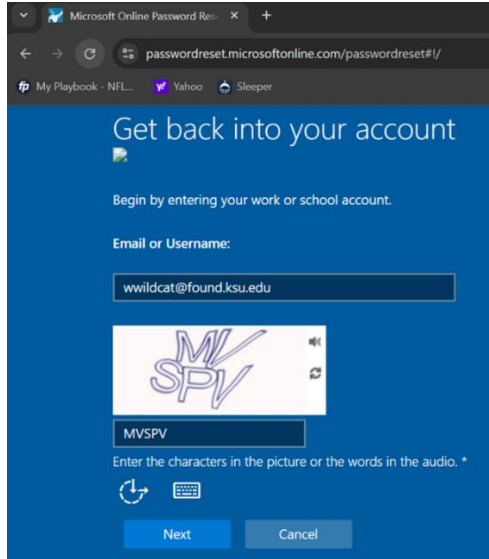 Microsoft Online Password Res
passwordreset.microsoftonline.com/passwordreset#!/
My Playbook - NFL... Yahoo Sleeper
Get back into your account
Begin by entering your work or school account.
Email or Username:
wwildcat@found.ksu.edu
MV
SPV
MVSPV
Enter the characters in the picture or the words in the audio. *
Next Cancel